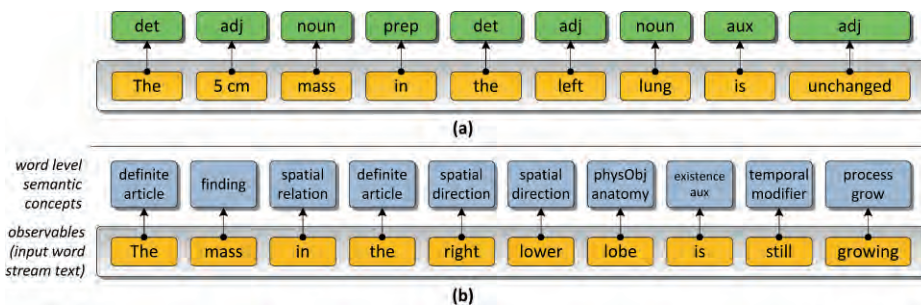 det adj noun prep det adj noun aux adj
The 5 cm mass in the left lung is unchanged
(a)
word level
semantic
concepts
definite
article
finding
spatial
relation
definite
article
spatial
direction
spatial
direction
physObj
anatomy
existence
aux
temporal
modifier
process
grow
observables
(input word
stream text)
The mass in the right lower lobe is still growing
(b)